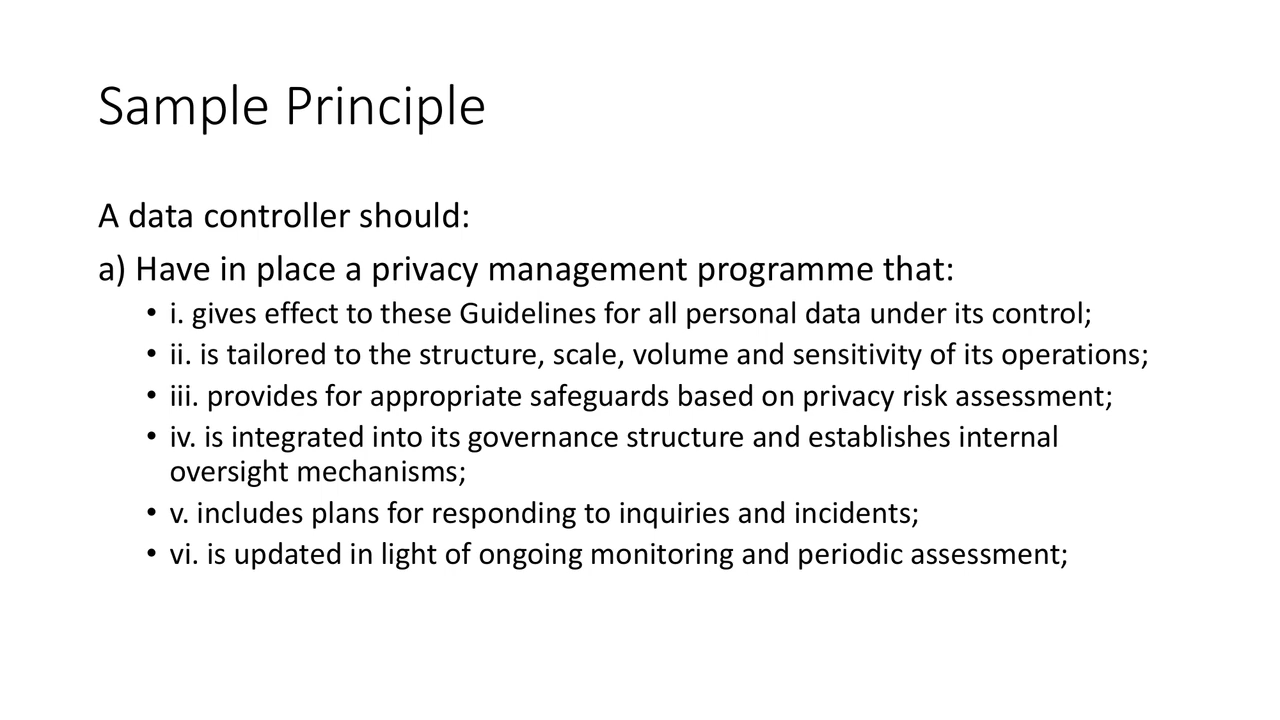 Sample Principle
A data controller should:
a) Have in place a privacy management programme that:
• i. gives effect to these Guidelines for all personal data under its control;
• ii. is tailored to the structure, scale, volume and sensitivity of its operations;
• iii. provides for appropriate safeguards based on privacy risk assessment;
• iv. is integrated into its governance structure and establishes internal
oversight mechanisms;
• v. includes plans for responding to inquiries and incidents;
• vi. is updated in light of ongoing monitoring and periodic assessment;